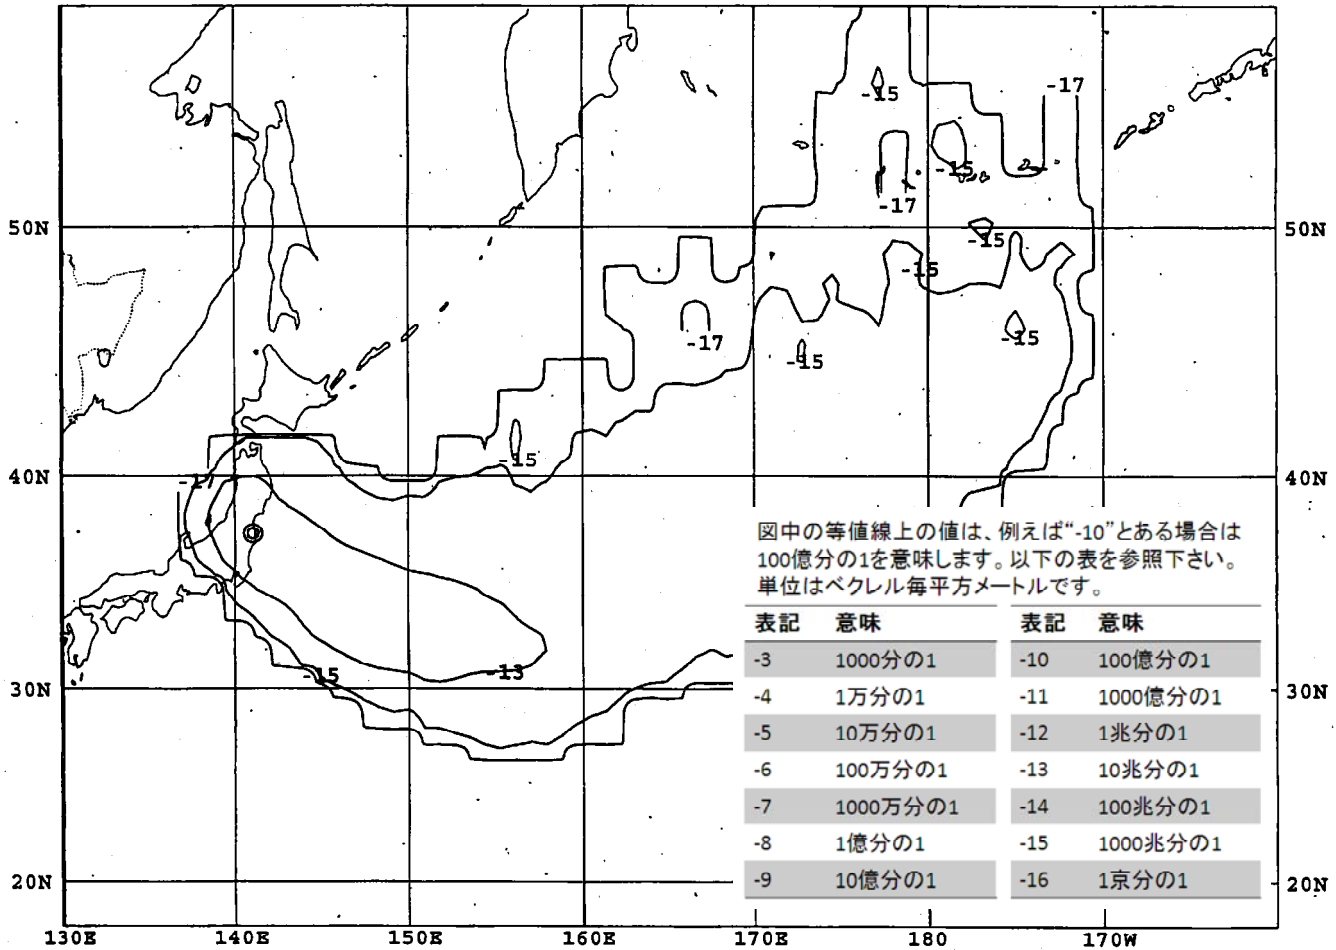 -15
-17
-15
-17
50N
50N
-15
-15
-17
-15
-15
-15
40N
-17
40N
図中の等値線上の値は、例えば“-10”とある場合は
100億分の1を意味します。以下の表を参照下さい。
単位はベクレル毎平方メートルです。
表記 意味 表記 意味
-3 1000分の1 -10 100億分の1
-4 1万分の1 -11 1000億分の1
-5 10万分の1 -12 1兆分の1
-6 100万分の1 -13 10兆分の1
-7 1000万分の1 -14 100兆分の1
-8 1億分の1 -15 1000兆分の1
-9 10億分の1 -16 1京分の1
-15
-13
30N
30N
20N
20N
130E 140E 150E 160E 170E 180 170W